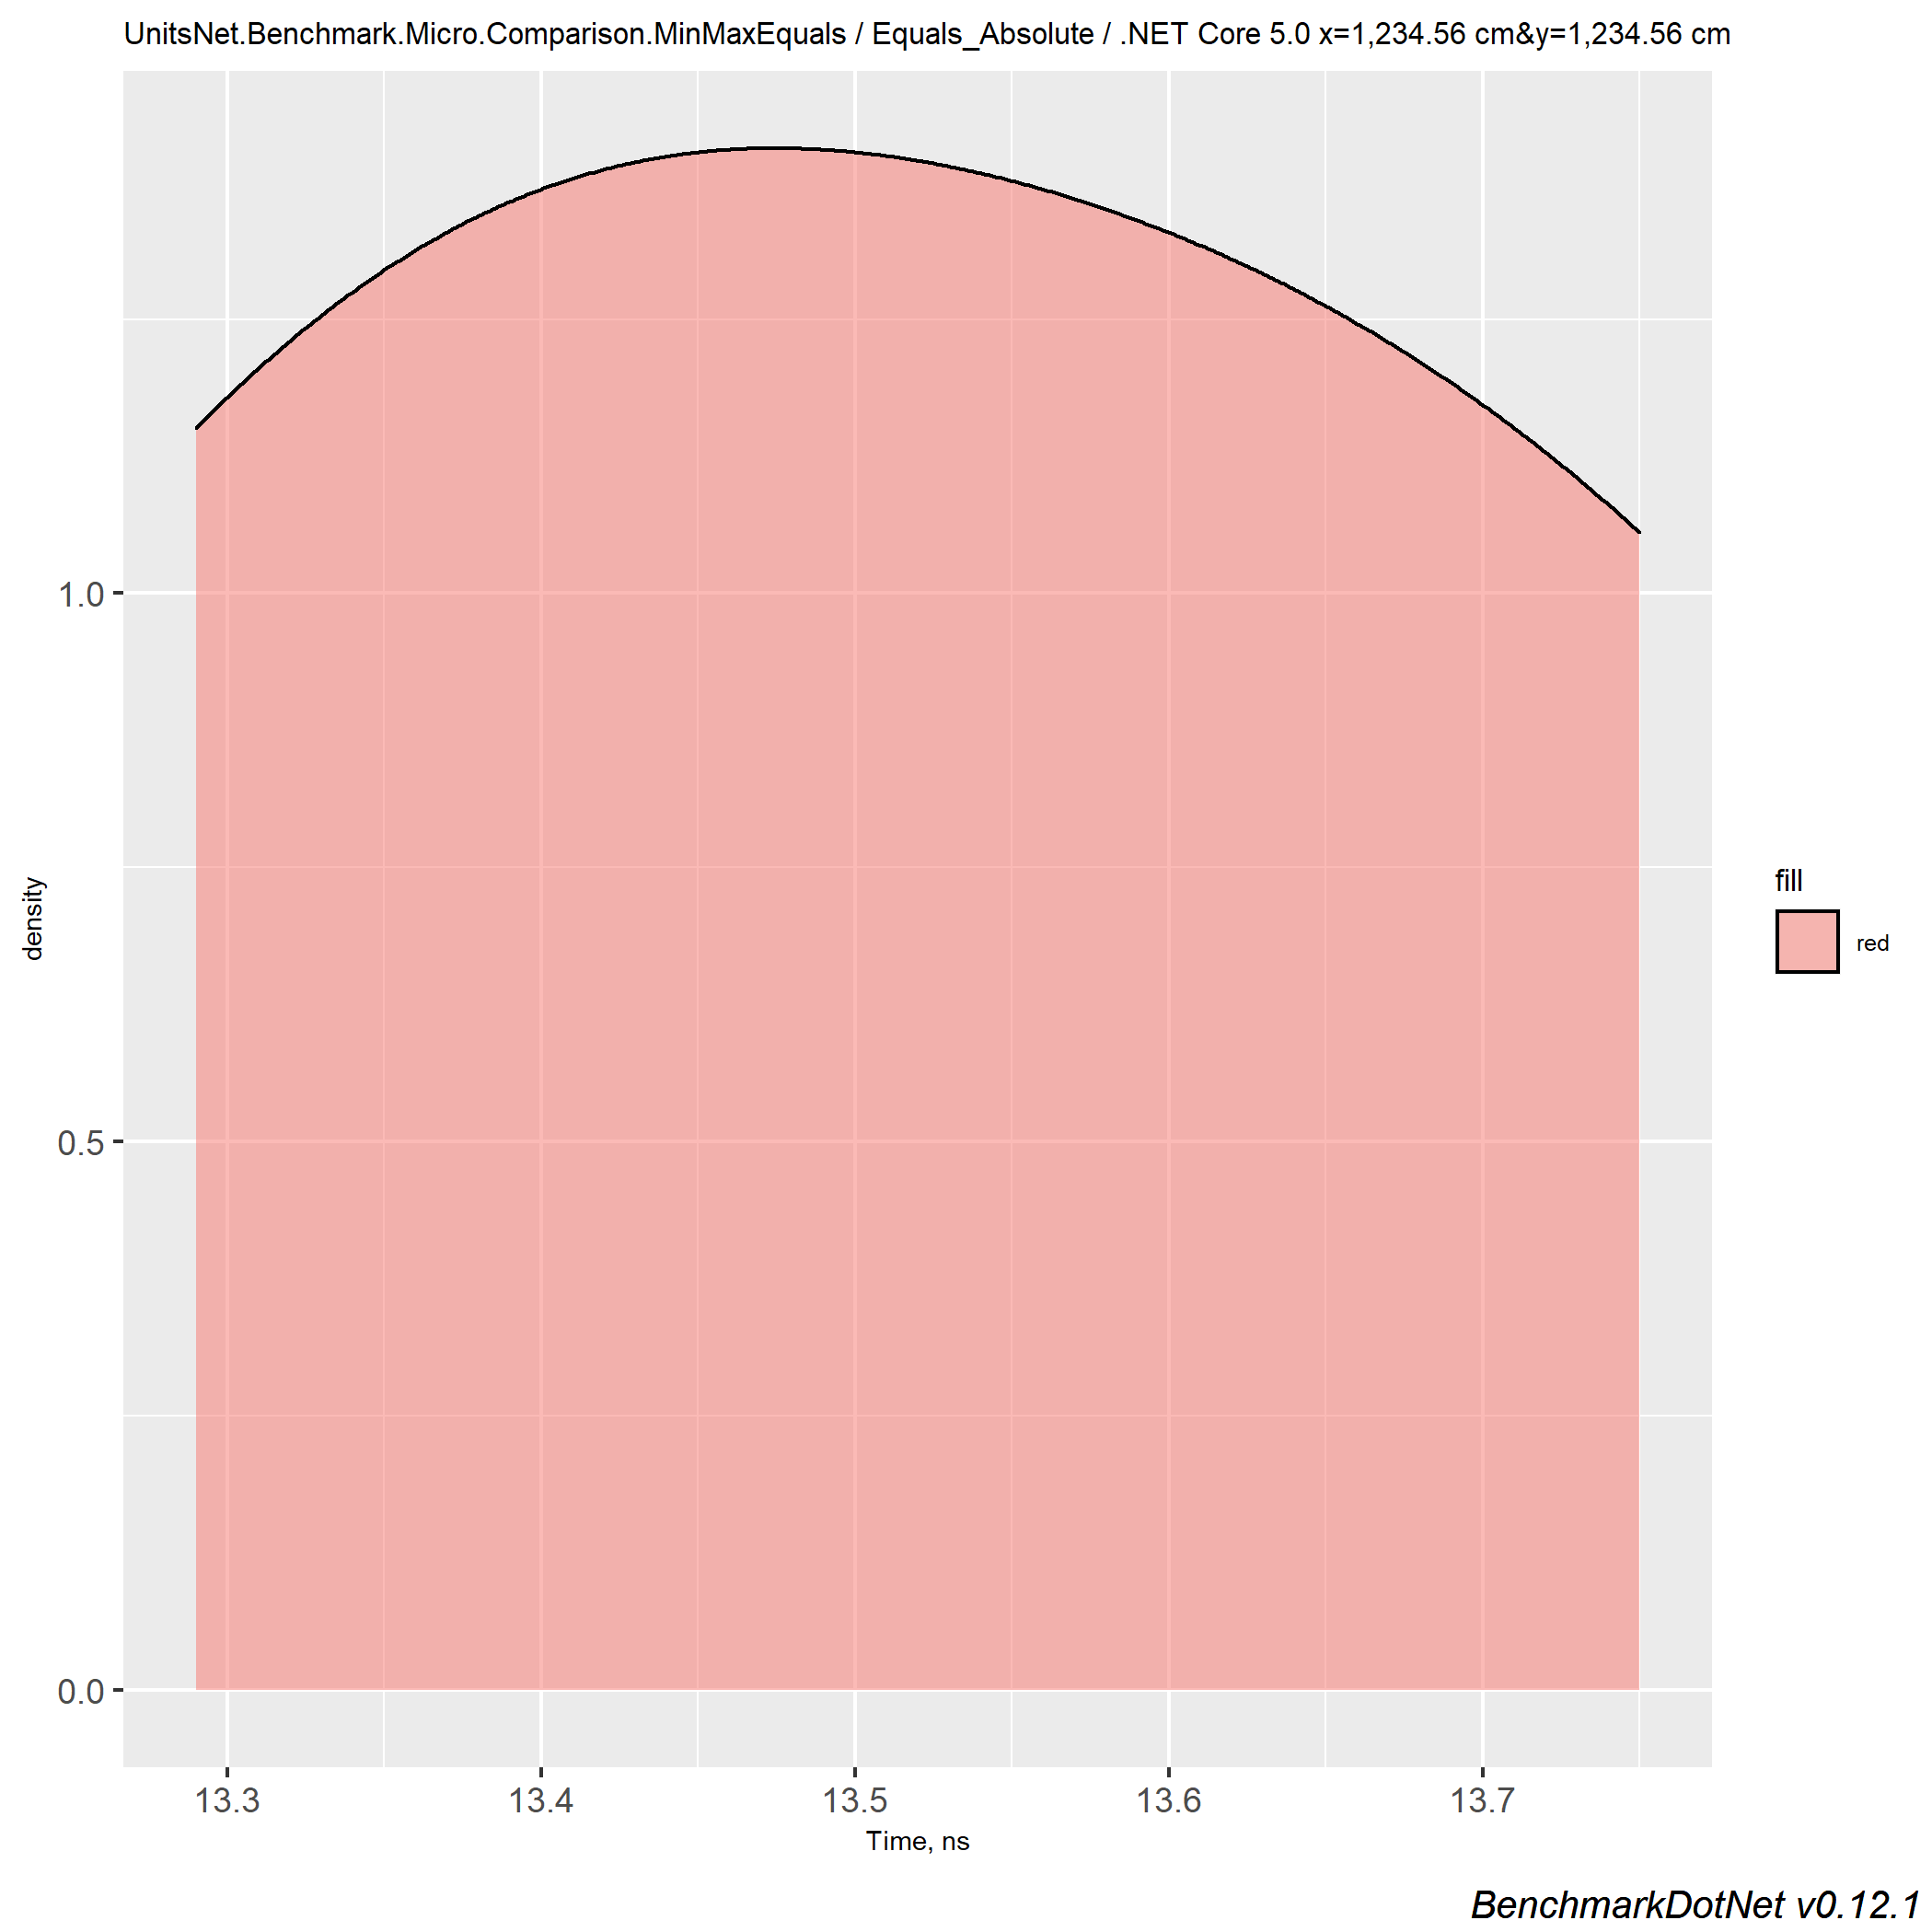 UnitsNet.Benchmark.Micro.Comparison.MinMaxEquals / Equals_Absolute / .NET Core 5.0 x=1,234.56 cm&y=1,234.56 cm
density
1.0
0.5
0.0
13.3 13.4 13.5 13.6 13.7
Time, ns
fill
red
BenchmarkDotNet v0.12.1